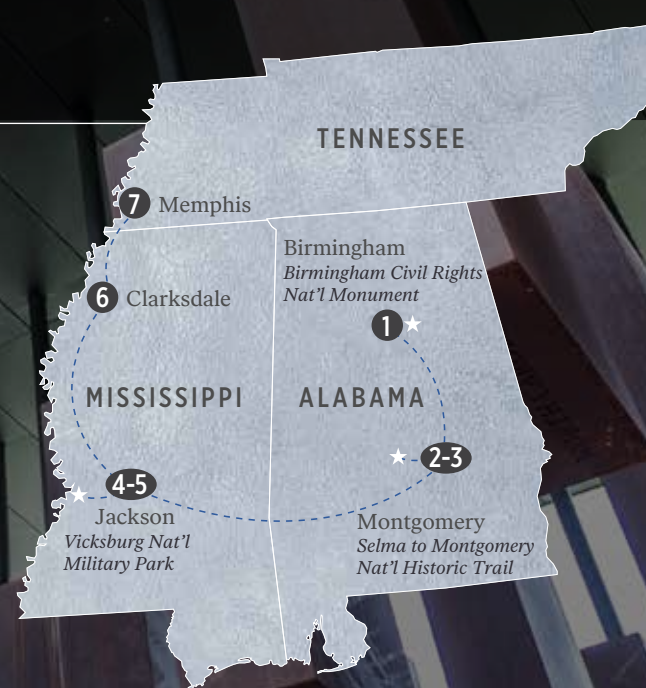 TENNESSEE
7 Memphis
Birmingham
Birmingham Civil Rights
Nat'l Monument
6 Clarksdale
1
MISSISSIPPI
ALABAMA
2-3
4-5
Jackson
Vicksburg Nat'l
Military Park
Montgomery
Selma to Montgomery
Nat'l Historic Trail